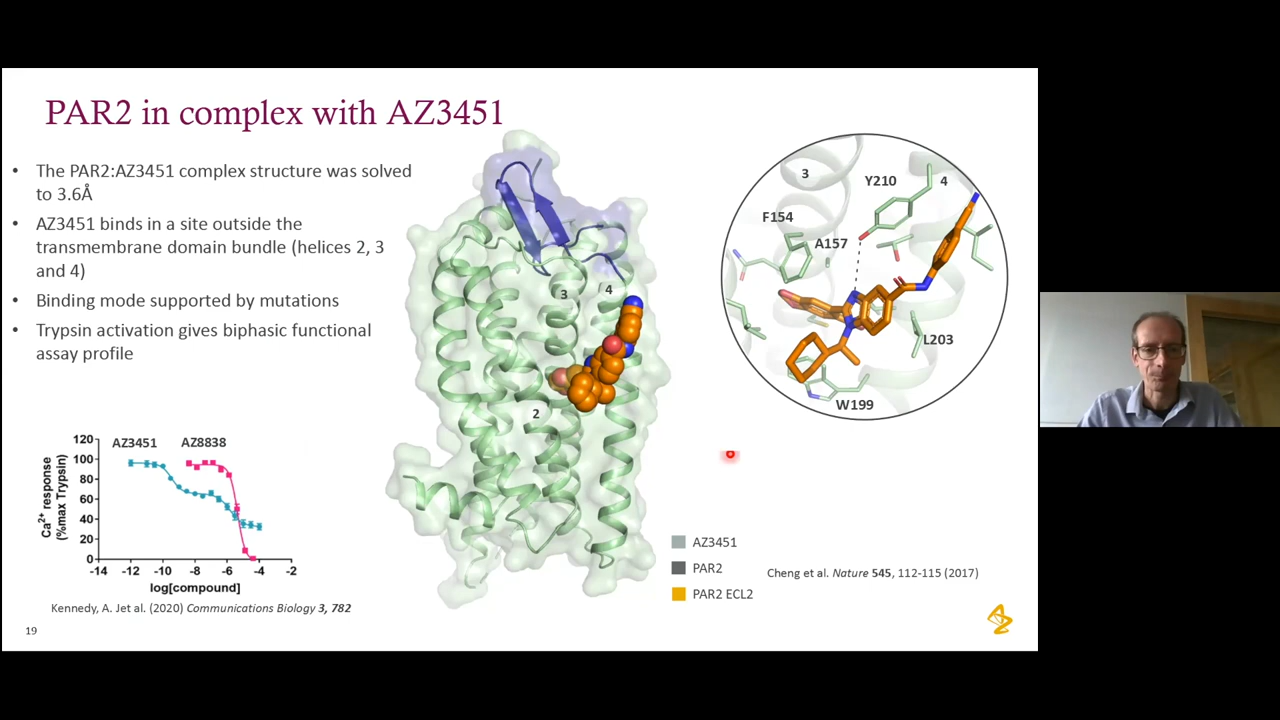 PAR2 in complex with AZ3451
• The PAR2:AZ3451 complex structure was solved
to 3.6Å
• AZ3451 binds in a site outside the
transmembrane domain bundle (helices 2, 3
and 4)
• Binding mode supported by mutations
• Trypsin activation gives biphasic functional
assay profile
AZ3451 AZ8838
Ca2+ response
(%max Trypsin)
120
100
80
60
40
20
0
-14 -12 -10 -8 -6 -4 -2
log[compound]
Kennedy, A. Jet al. (2020) Communications Biology 3, 782
19
3
4
2
3
Y210
4
F154
A157
L203
W199
AZ3451
PAR2
PAR2 ECL2
Cheng et al. Nature 545, 112-115 (2017)